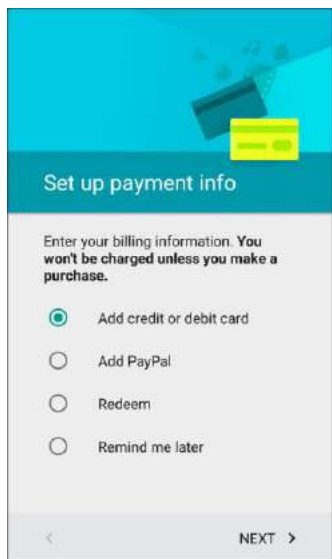 Set up payment info
Enter your billing information. You
won't be charged unless you make a
purchase.
Add credit or debit card
Add PayPal
Redeem
Remind me later
NEXT